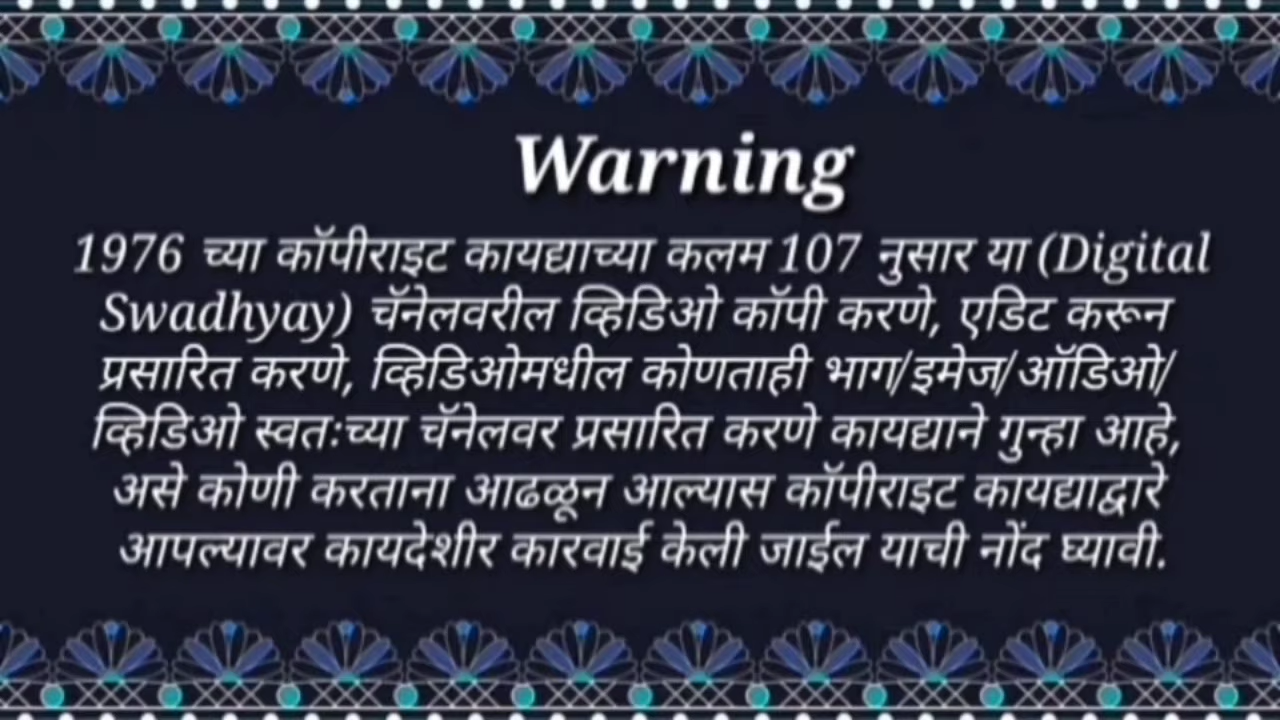 Warning
1976 च्या कॉपीराइट कायद्याच्या कलम 107 नुसार या (Digital
Swadhyay) चॅनेलवरील व्हिडिओ कॉपी करणे, एडिट करून
प्रसारित करणे, व्हिडिओमधील कोणताही भाग/इमेज/ऑडिओ/
व्हिडिओ स्वतःच्या चॅनेलवर प्रसारित करणे कायद्याने गुन्हा आहे,
असे कोणी करताना आढळून आल्यास कॉपीराइट कायद्याद्वारे
आपल्यावर कायदेशीर कारवाई केली जाईल याची नोंद घ्यावी.